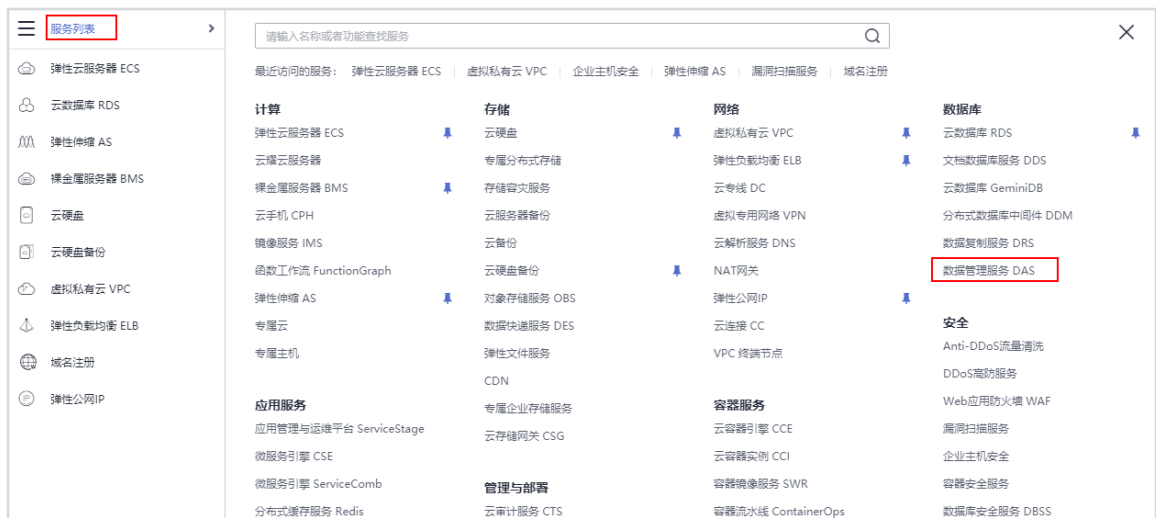 服务列表
弹性云服务器 ECS
云数据库 RDS
弹性伸缩 AS
裸金属服务器 BMS
云硬盘
云硬盘备份
虚拟私有云 VPC
弹性负载均衡 ELB
域名注册
弹性公网IP
请输入名称或者功能查找服务
最近访问的服务: 弹性云服务器 ECS 虚拟私有云 VPC 企业主机安全 弹性伸缩 AS 漏洞扫描服务 域名注册
计算
弹性云服务器 ECS
云耀云服务器
裸金属服务器 BMS
云手机 CPH
镜像服务 IMS
函数工作流 FunctionGraph
弹性伸缩 AS
专属云
专属主机
应用服务
应用管理与运维平台 ServiceStage
微服务引擎 CSE
微服务引擎 ServiceComb
分布式缓存服务 Redis
存储
云硬盘
专属分布式存储
存储容灾服务
云服务器备份
云备份
云硬盘备份
对象存储服务 OBS
数据快递服务 DES
弹性文件服务
CDN
专属企业存储服务
云存储网关 CSG
管理与部署
云审计服务 CTS
网络
虚拟私有云 VPC
弹性负载均衡 ELB
云专线 DC
虚拟专用网络 VPN
云解析服务 DNS
NAT网关
弹性公网IP
云连接 CC
VPC 终端节点
容器服务
云容器引擎 CCE
云容器实例 CCI
容器镜像服务 SWR
容器流水线 ContainerOps
数据库
云数据库 RDS
文档数据库服务 DDS
云数据库 GeminiDB
分布式数据库中间件 DDM
数据复制服务 DRS
数据管理服务 DAS
安全
Anti-DDoS流量清洗
DDoS高防服务
Web应用防火墙 WAF
漏洞扫描服务
企业主机安全
容器安全服务
数据库安全服务 DBSS